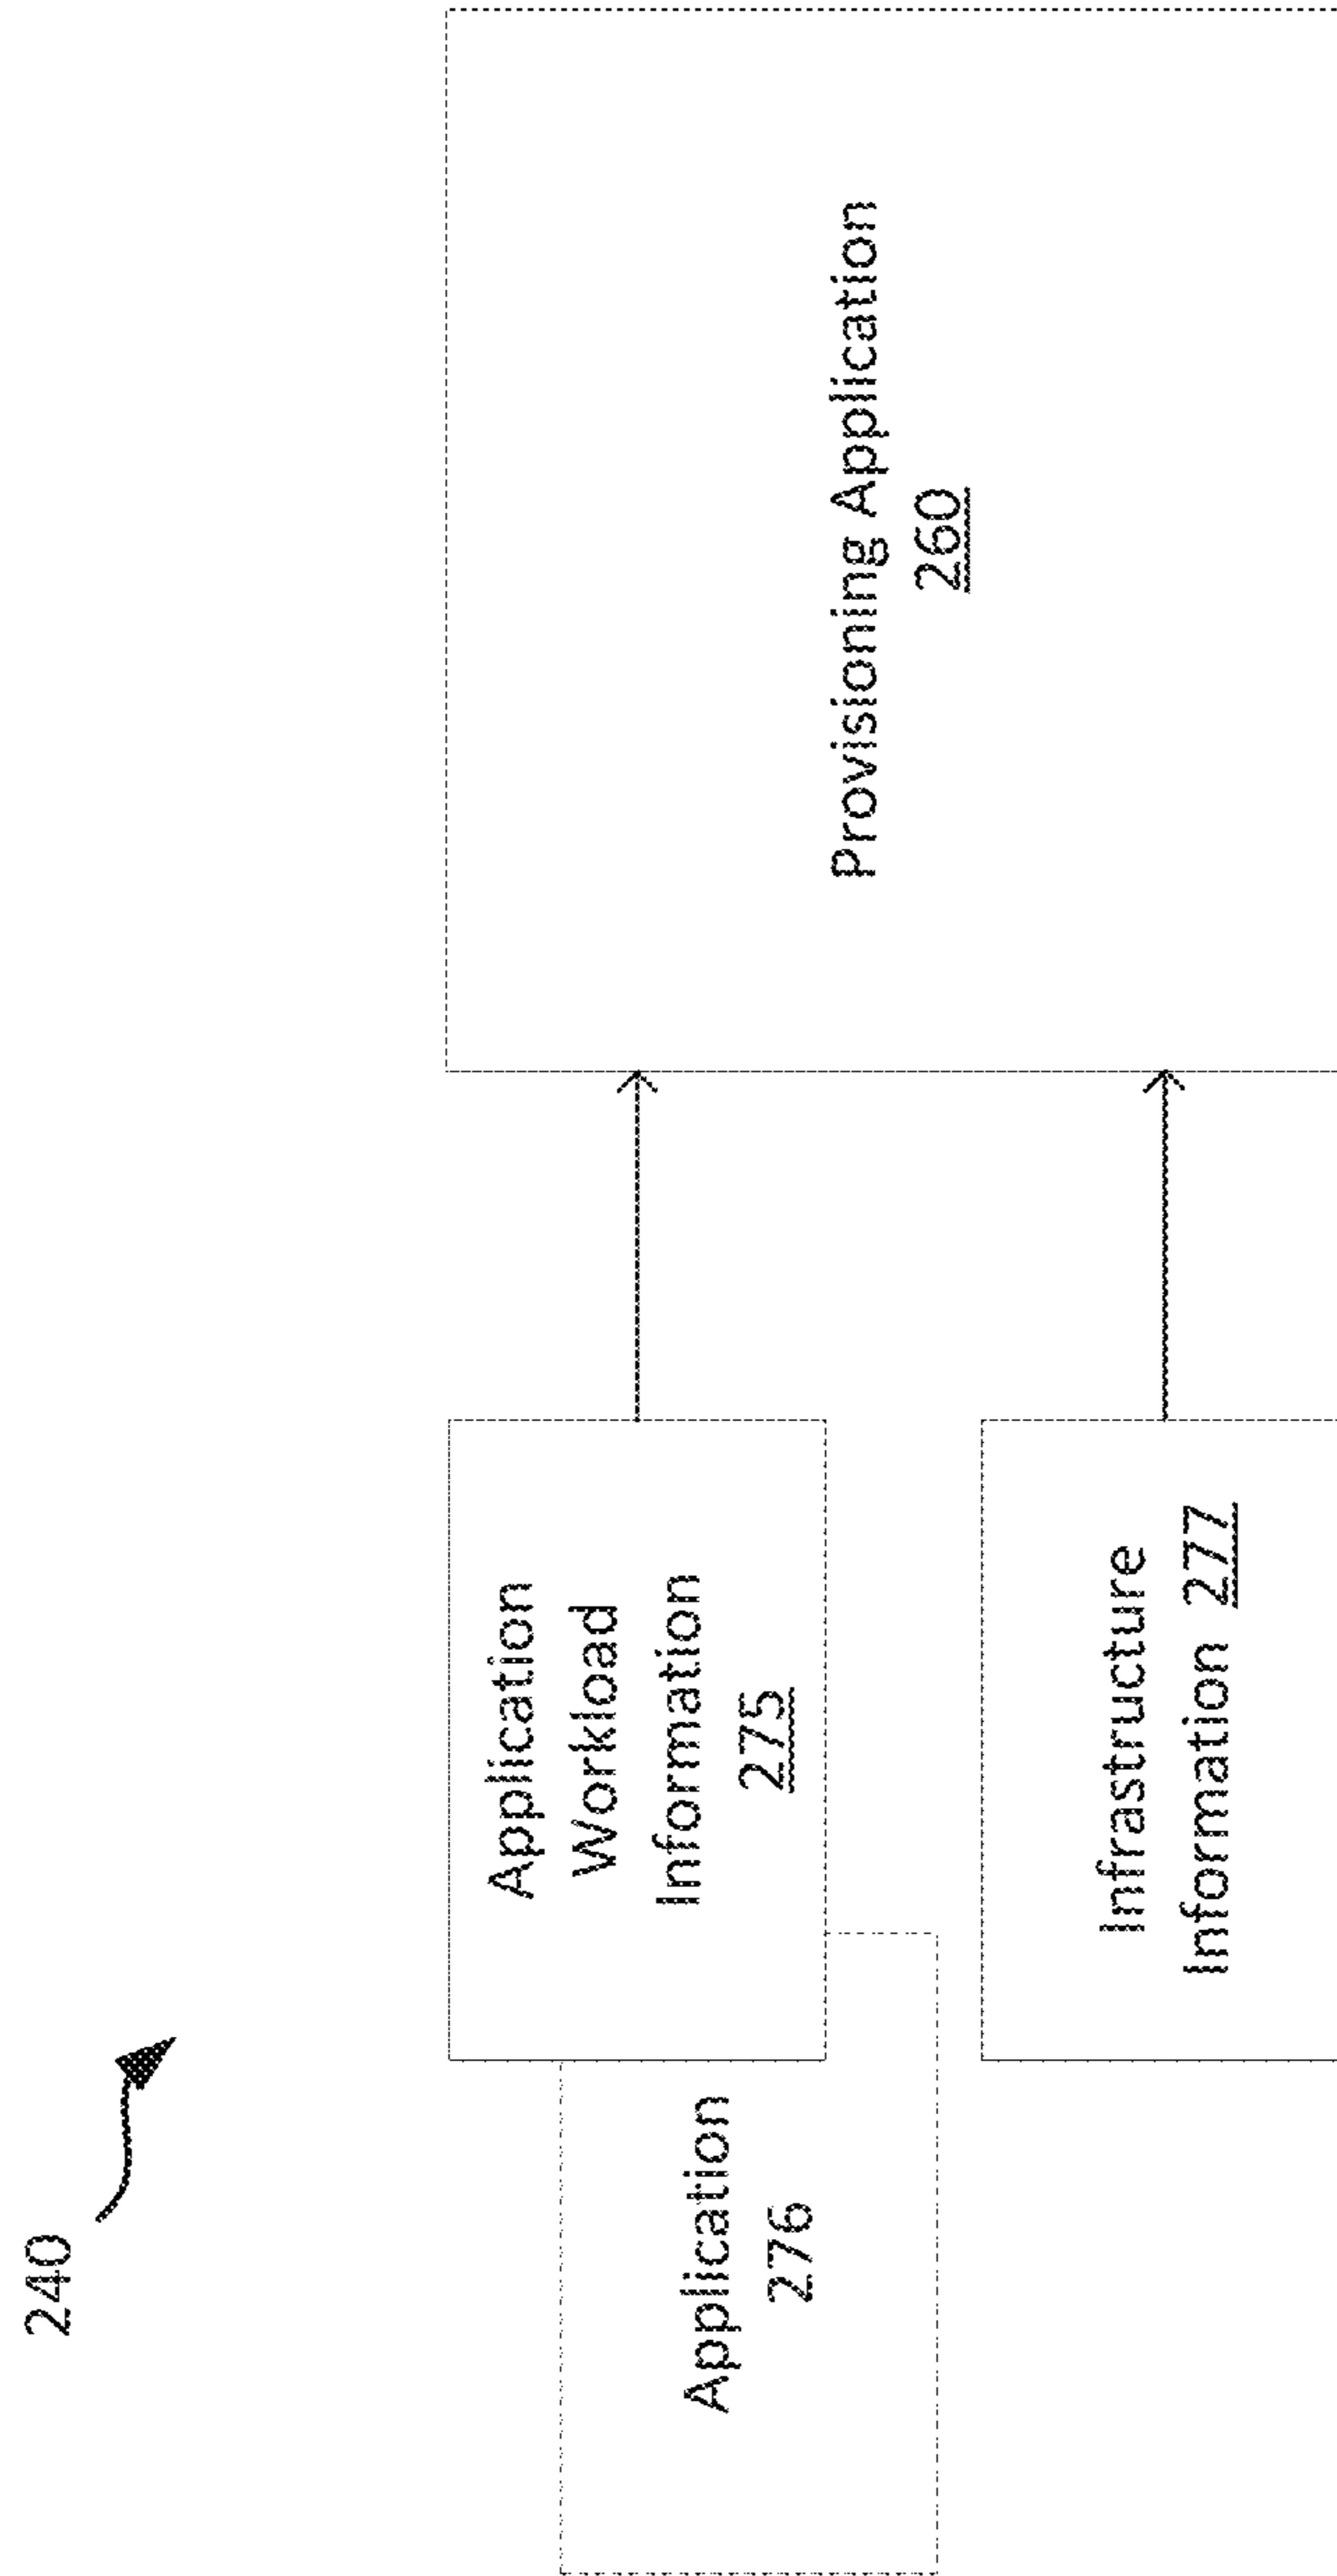 240
Application
276
Application
Workload
Information
275
Infrastructure
Information 277
Provisioning Application
260